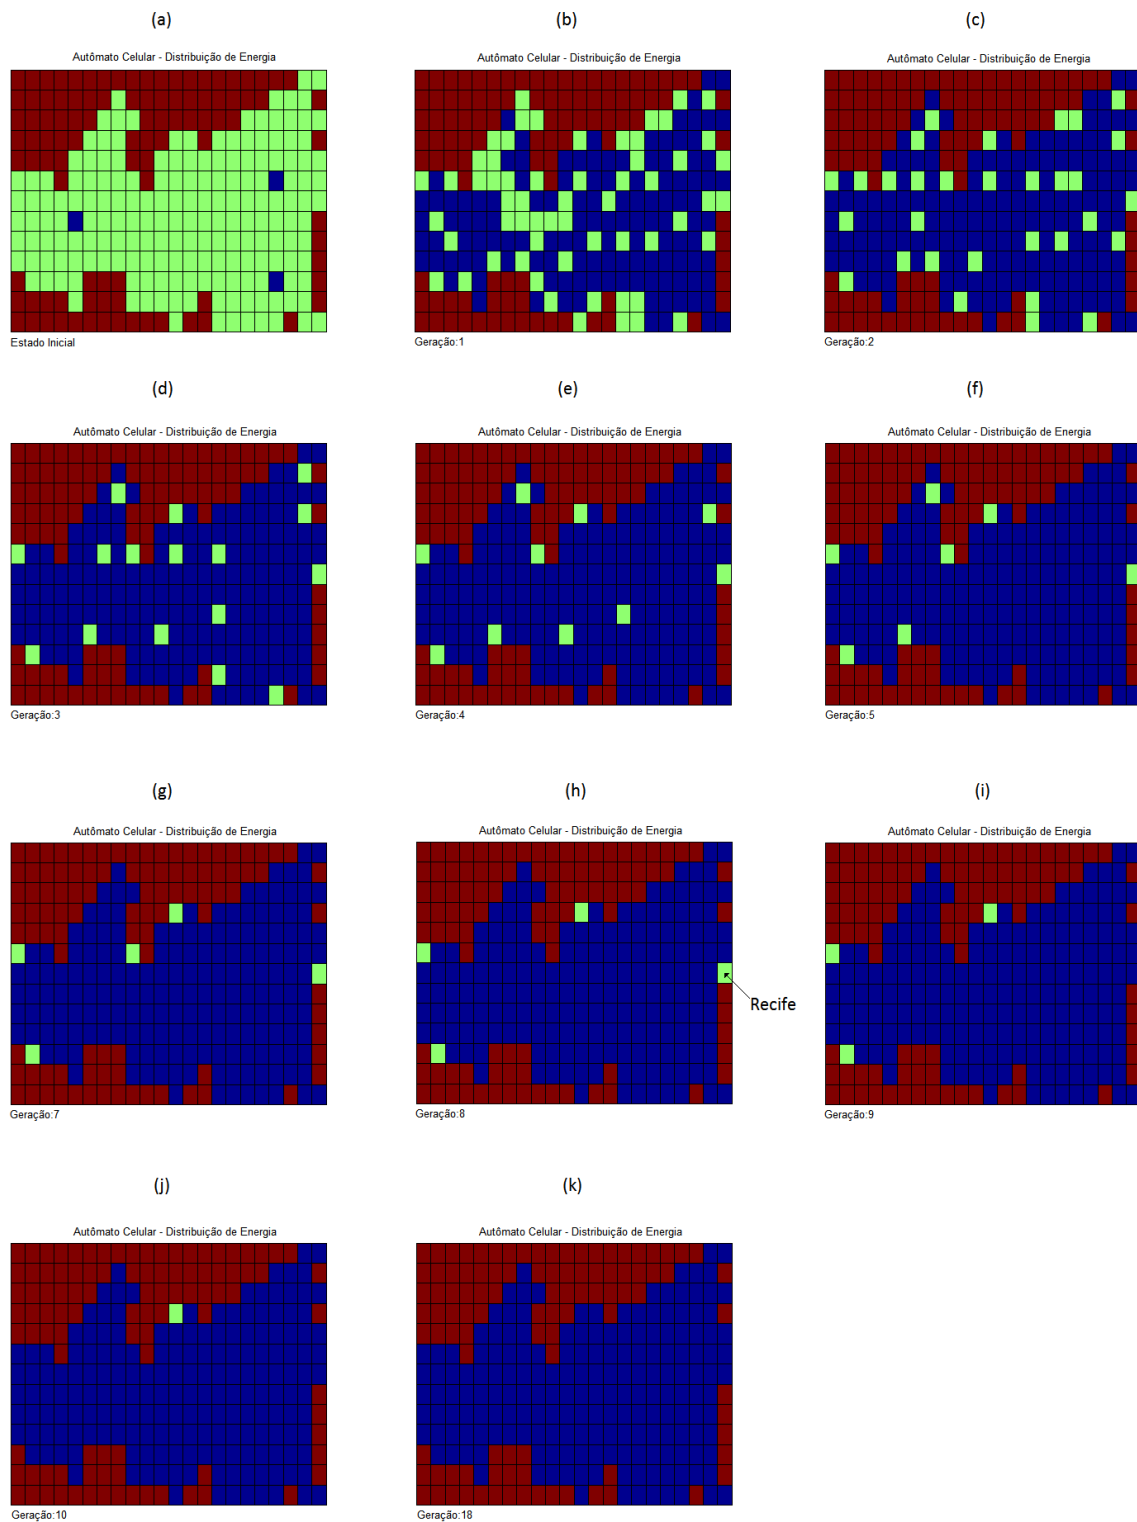 (a)
(b)
(c)
Autômato Celular - Distribuição de Energia
Autômato Celular - Distribuição de Energia
Autômato Celular - Distribuição de Energia
Estado Inicial
Geração:1
Geração:2
(d)
(e)
(f)
Autômato Celular - Distribuição de Energia
Autômato Celular - Distribuição de Energia
Autômato Celular - Distribuição de Energia
Geração:3
Geração:4
Geração:5
(g)
(h)
(i)
Autômato Celular - Distribuição de Energia
Autômato Celular - Distribuição de Energia
Autômato Celular - Distribuição de Energia
Recife
Geração:7
Geração:8
Geração:9
(j)
(k)
Autômato Celular - Distribuição de Energia
Autômato Celular - Distribuição de Energia
Geração:10
Geração:18